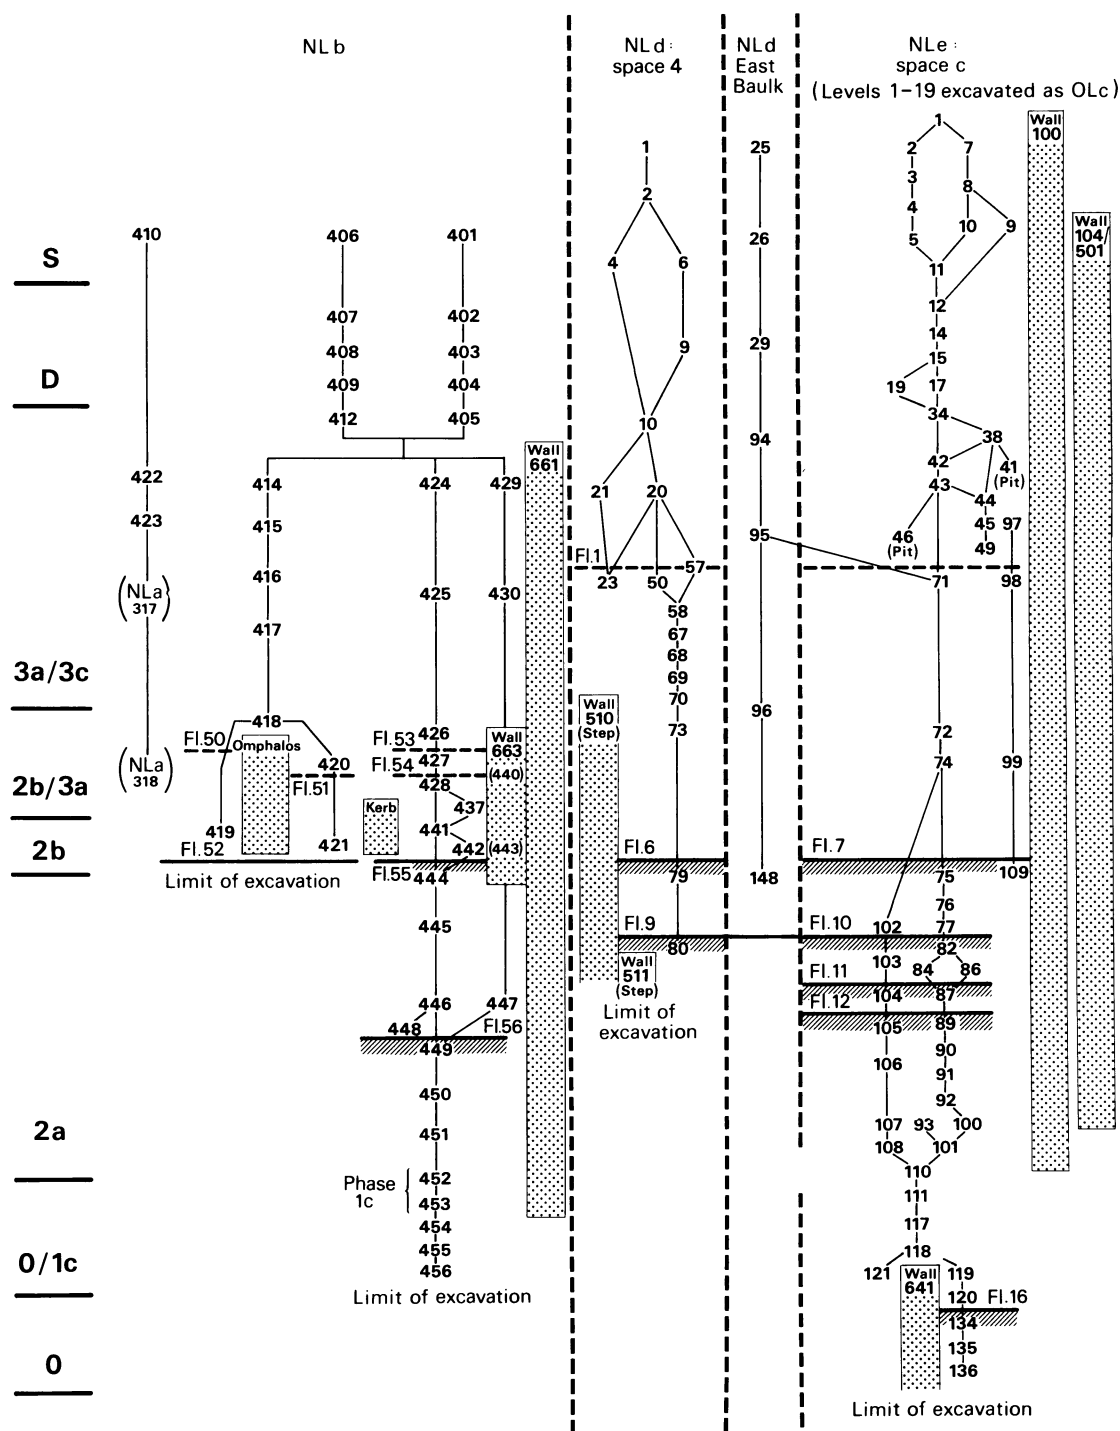 NLb
NLd:
space 4
NLd
East
Baulk
NLe:
space c
(Levels 1–19 excavated as OLc)
S
D
3a/3c
2b/3a
2b
2a
0/1c
0
410
422
423
(NLa
317)
(NLa
318)
406
407
408
409
412
401
402
403
404
405
414
415
416
417
418
Fl.50
Omphalos
420
Fl.51
419
421
Fl.52
Limit of excavation
424
425
Fl.53
426
Fl.54
427
428
437
Kerb
441
442
Fl.55
444
445
446
448
447
Fl.56
449
450
451
Phase
1c
452
453
454
455
456
Limit of excavation
429
430
Wall
663
(440)
(443)
Wall
661
1
2
4
6
9
10
21
20
Fl.1
57
23
50
58
67
68
69
70
73
Wall
510
(Step)
Fl.6
79
Fl.9
80
Wall
511
(Step)
Limit of
excavation
25
26
29
94
95
96
148
1
2
7
3
8
4
10
9
5
11
12
14
15
19
17
34
38
42
41
(Pit)
43
44
46
(Pit)
45
97
49
71
98
72
74
99
Fl.7
75
109
76
Fl.10
102
77
82
103
84
86
Fl.11
104
87
Fl.12
105
89
90
106
91
92
107
93
100
108
101
110
111
117
118
121
Wall
641
119
120
Fl.16
134
135
136
Limit of excavation
Wall
100
Wall
104/
501